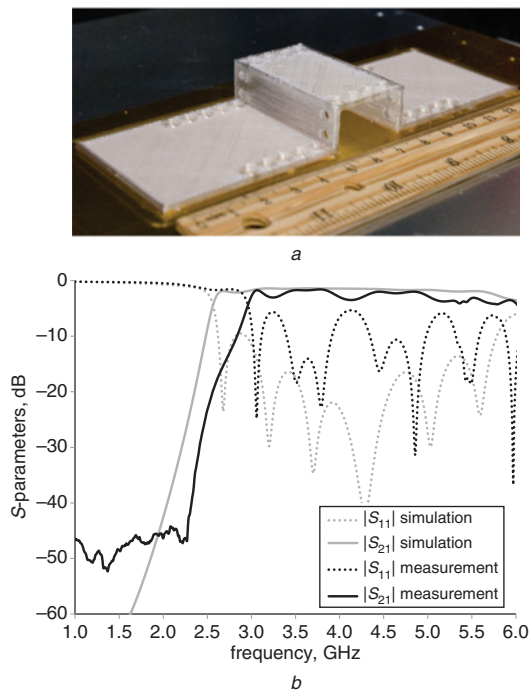 a
0
–10
–20
–30
–40
–50
–60
S-parameters, dB
|S11| simulation
|S21| simulation
|S11| measurement
|S21| measurement
1.0 1.5 2.0 2.5 3.0 3.5 4.0 4.5 5.0 5.5 6.0
frequency, GHz
b